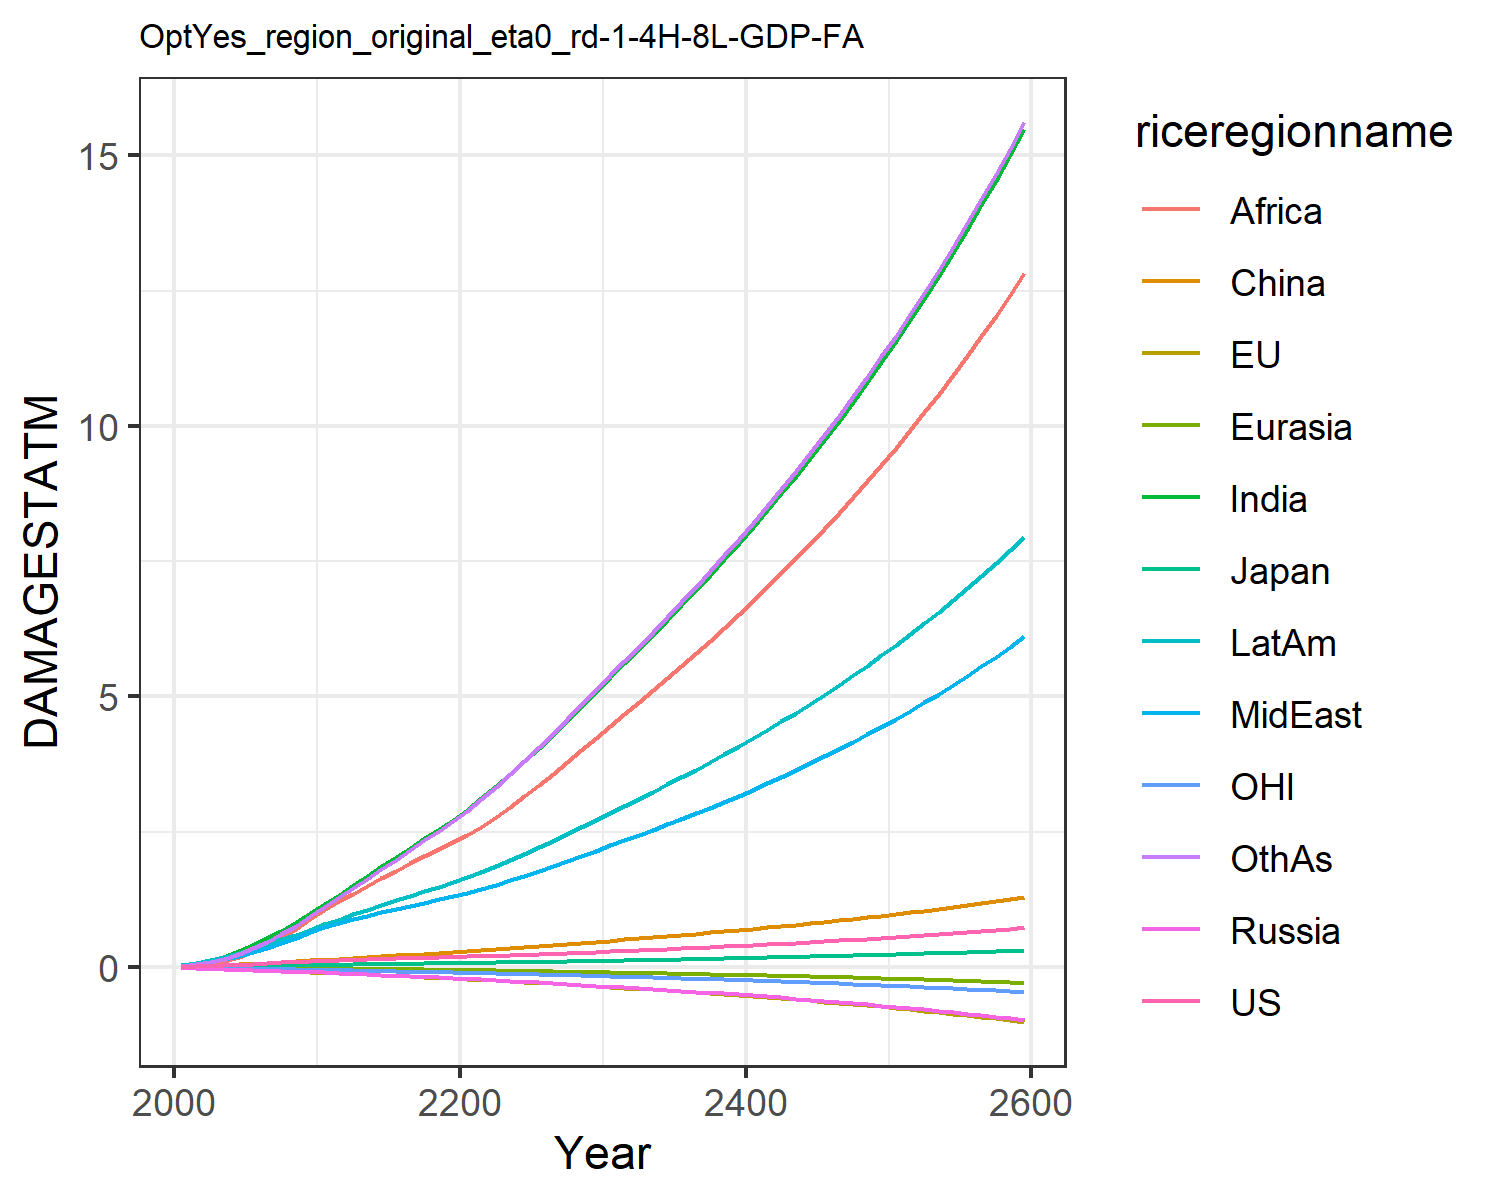 OptYes_region_original_eta0_rd-1-4H-8L-GDP-FA
DAMAGESTATM
15
10
5
0
2000
2200
2400
2600
Year
riceregionname
Africa
China
EU
Eurasia
India
Japan
LatAm
MidEast
OHI
OthAs
Russia
US